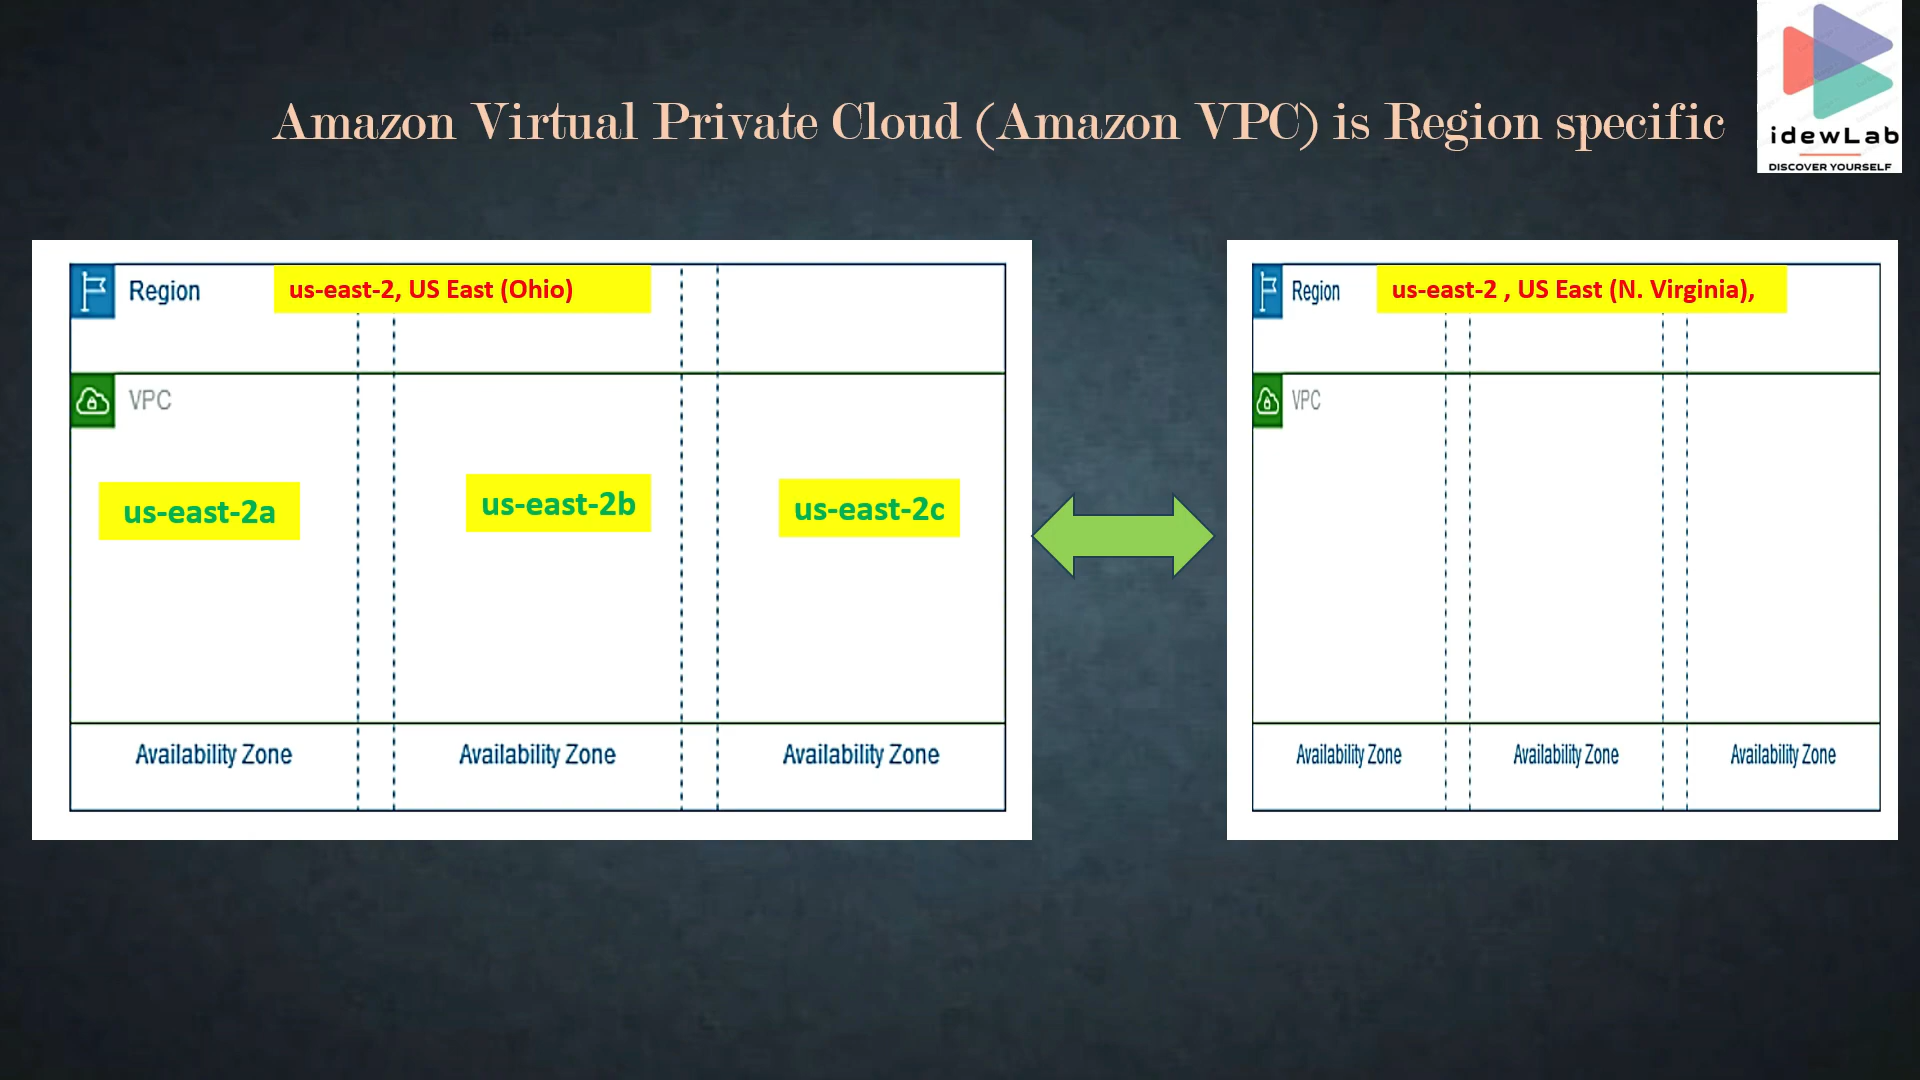 Amazon Virtual Private Cloud (Amazon VPC) is Region specific
idewLab
DISCOVER YOURSELF
Region
us-east-2, US East (Ohio)
VPC
us-east-2a
us-east-2b
us-east-2c
Availability Zone
Availability Zone
Availability Zone
Region
us-east-2 , US East (N. Virginia),
VPC
Availability Zone
Availability Zone
Availability Zone